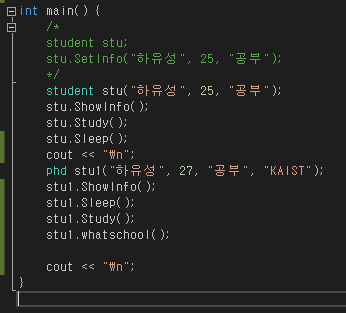 int main() {
/*
student stu;
stu.SetInfo("하유성", 25, "공부");
*/
student stu("하유성", 25, "공부");
stu.ShowInfo();
stu.Study();
stu.Sleep();
cout << "₩n";
phd stu1("하유성", 27, "공부", "KAIST");
stu1.ShowInfo();
stu1.Sleep();
stu1.Study();
stu1.whatschool();
cout << "₩n";
}